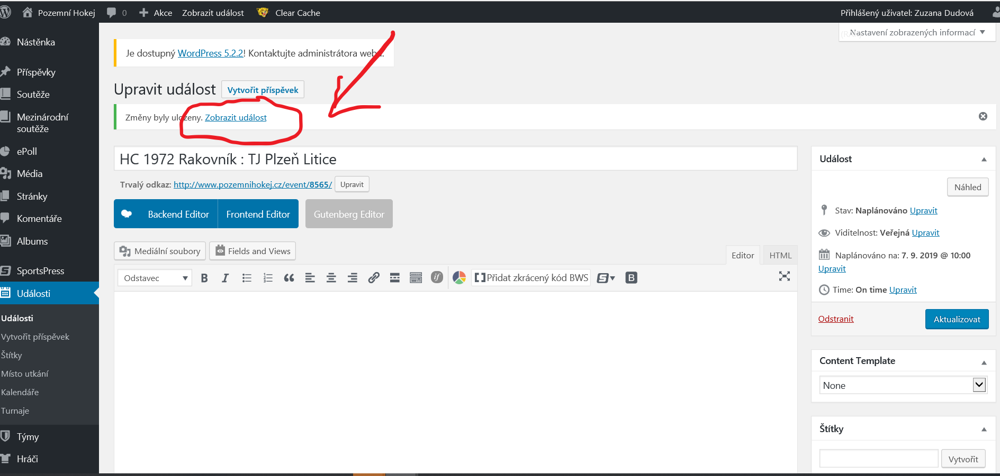 Pozemní Hokej 0 Akce Zobrazit událost Clear Cache Přihlášený uživatel: Zuzana Dudová
Nastavení zobrazených informací
Nástěnka
Příspěvky
Soutěže
Mezinárodní
soutěže
ePoll
Média
Stránky
Komentáře
Albums
SportsPress
Události
Události
Vytvořit příspěvek
Štítky
Místo utkání
Kalendáře
Turnaje
Týmy
Hráči
Je dostupný WordPress 5.2.2! Kontaktujte administrátora webu.
Upravit událost Vytvořit příspěvek
Změny byly uloženy. Zobrazit událost
HC 1972 Rakovník : TJ Plzeň Litice
Trvalý odkaz: http://www.pozemnihokej.cz/event/8565/ Upravit
Backend Editor Frontend Editor Gutenberg Editor
Mediální soubory Fields and Views Editor HTML
Odstavec B I if Přidat zkrácený kód BWS S B
Událost
Náhled
Stav: Naplánováno Upravit
Viditelnost: Veřejná Upravit
Naplánováno na: 7. 9. 2019 @ 10:00
Upravit
Time: On time Upravit
Odstranit Aktualizovat
Content Template
None
Štítky
Vytvořit